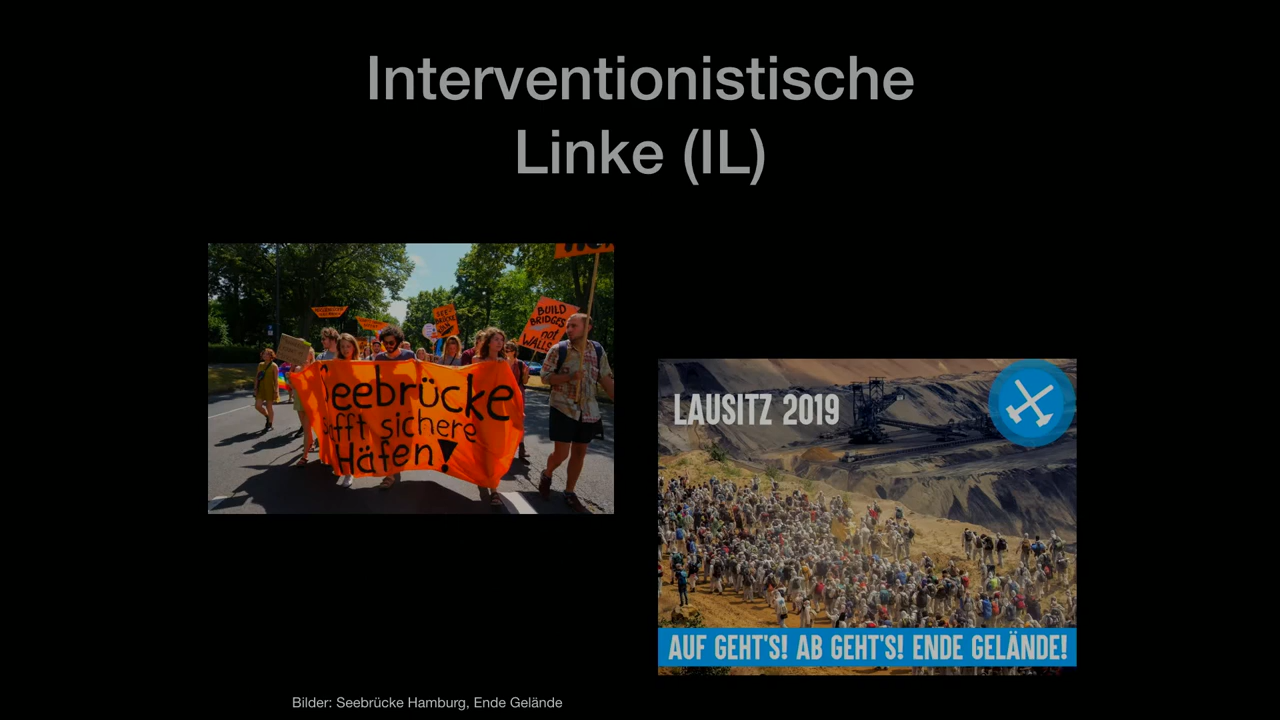 Interventionistische
Linke (IL)
BUILD
BRIDGES
not
WALLS
Seebrücke
sichere
Häfen!
LAUSITZ 2019
AUF GEHT'S! AB GEHT'S! ENDE GELÄNDE!
Bilder: Seebrücke Hamburg, Ende Gelände